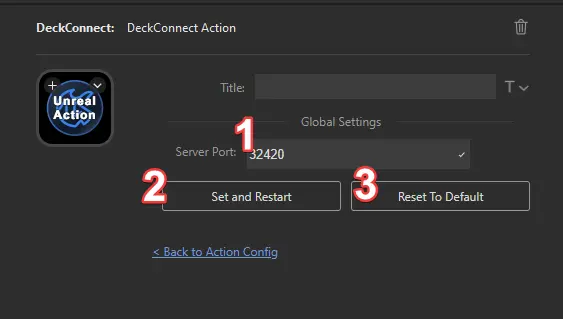 DeckConnect: DeckConnect Action
Unreal
Action
Title:
T
Global Settings
1
Server Port: 32420
2
Set and Restart
3
Reset To Default
< Back to Action Config